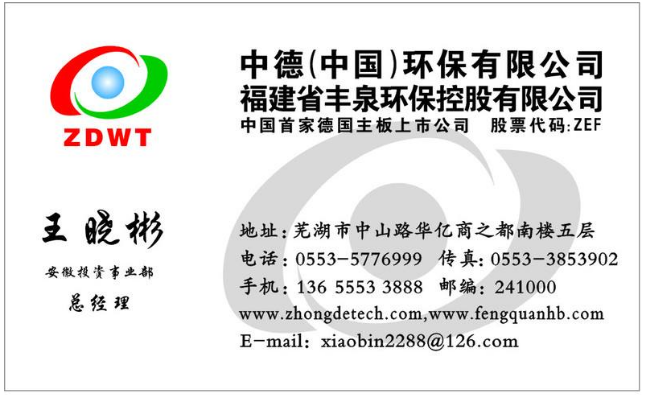 中德(中国)环保有限公司
福建省丰泉环保控股有限公司
中国首家德国主板上市公司 股票代码:ZEF
ZDWT
王晓彬
安徽投资事业部
总经理
地址:芜湖市中山路华亿商之都南楼五层
电话:0553-5776999 传真:0553-3853902
手机:136 5553 3888 邮编:241000
www.zhongdetech.com,www.fengquanhb.com
E-mail: xiaobin2288@126.com